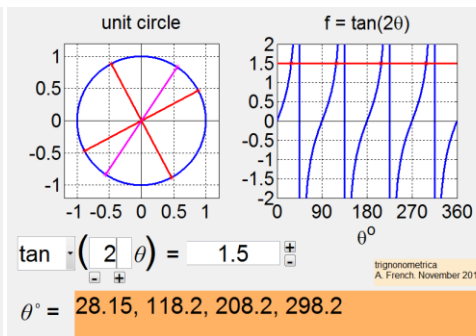 unit circle
f = tan(2θ)
1
0.5
0
-0.5
-1
-1 -0.5 0 0.5 1
2
1.5
1
0.5
0
-0.5
-1
-1.5
-2
0 90 180 270 360
θo
tan (2 θ) = 1.5 + -
- +
trignonometrica
A. French. November 201
θ° = 28.15, 118.2, 208.2, 298.2